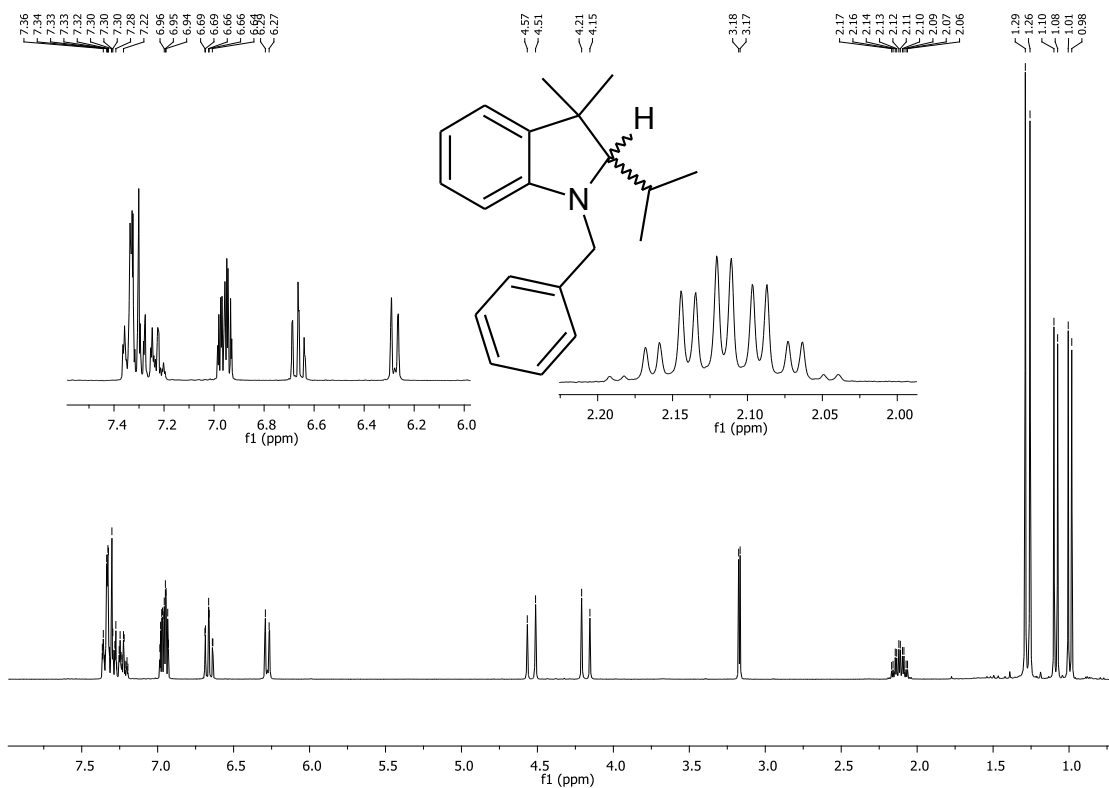 7.36 7.34 7.33 7.33 7.32 7.30 7.30 7.30 7.28 7.22 6.96 6.95 6.94 6.69 6.69 6.66 6.66 6.64 6.29 6.27 4.57 4.51 4.21 4.15 3.18 3.17 2.17 2.16 2.14 2.13 2.12 2.11 2.10 2.09 2.07 2.06 1.29 1.26 1.10 1.08 1.01 0.98
H
N
7.4 7.2 7.0 6.8 6.6 6.4 6.2 6.0
f1 (ppm)
2.20 2.15 2.10 2.05 2.00
f1 (ppm)
7.5 7.0 6.5 6.0 5.5 5.0 4.5 4.0 3.5 3.0 2.5 2.0 1.5 1.0
f1 (ppm)